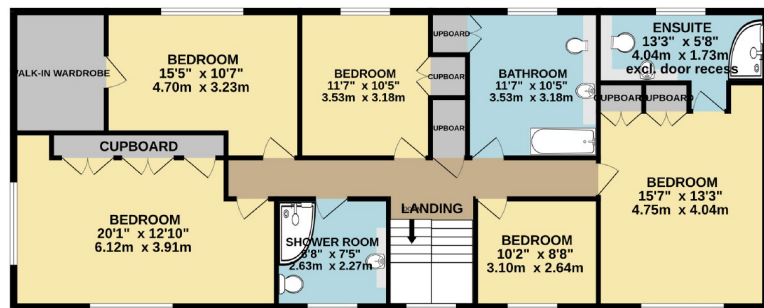 WALK-IN WARDROBE
BEDROOM
15'5" x 10'7"
4.70m x 3.23m
BEDROOM
11'7" x 10'5"
3.53m x 3.18m
CUPBOARD
CUPBOARD
CUPBOARD
BATHROOM
11'7" x 10'5"
3.53m x 3.18m
ENSUITE
13'3" x 5'8"
4.04m x 1.73m
excl. door recess
CUPBOARD
CUPBOARD
CUPBOARD
BEDROOM
20'1" x 12'10"
6.12m x 3.91m
SHOWER ROOM
8'8" x 7'5"
2.63m x 2.27m
LANDING
BEDROOM
10'2" x 8'8"
3.10m x 2.64m
BEDROOM
15'7" x 13'3"
4.75m x 4.04m